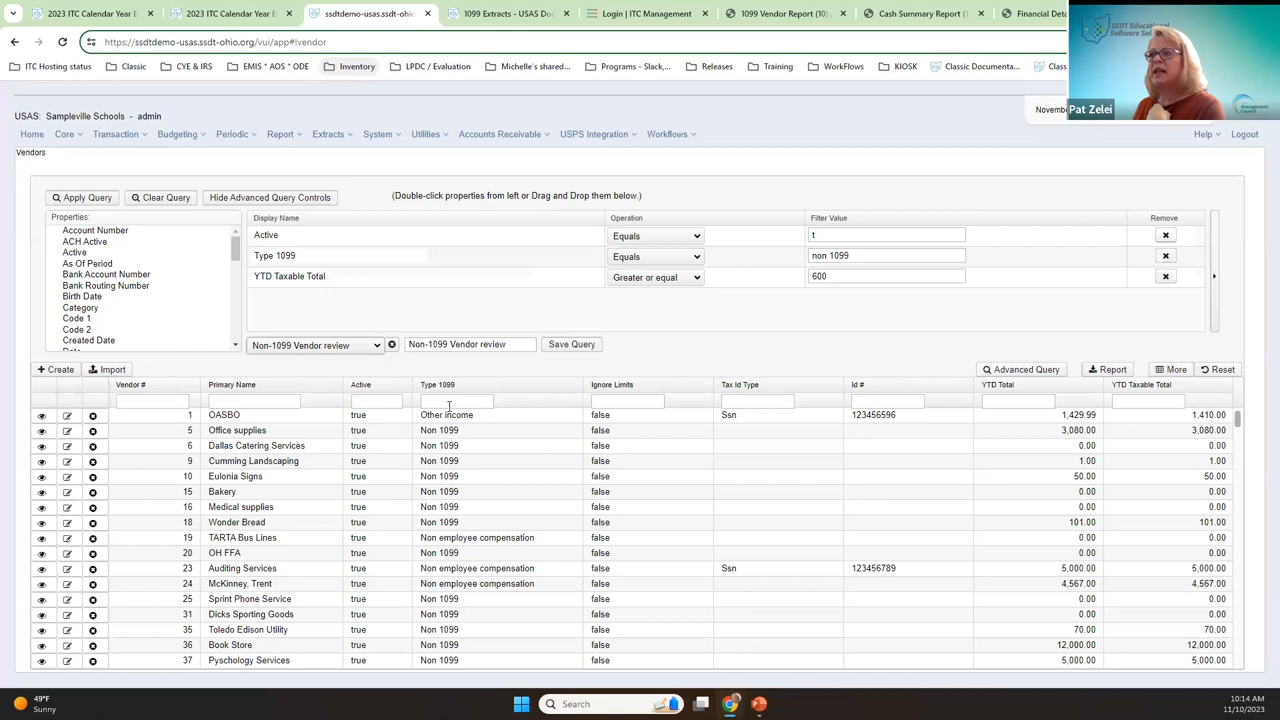 2023 ITC Calendar Year E
2023 ITC Calendar Year E
ssdtdemo-usas.ssdt-ohio
1099 Extracts - USAS Doc
Login | ITC Management
1099 Vendor Report (10)
Cash Summary Report (1
Financial Deta
https://ssdtdemo-usas.ssdt-ohio.org/vui/app#!vendor
ITC Hosting status
Classic
CYE & IRS
EMIS * AOS * ODE
Inventory
LPDC / Evaluation
Michelle's shared...
Programs - Slack,...
Releases
Training
WorkFlows
KIOSK
Classic Documenta...
Class
SSDT Educational
Software Sol
Pat Zelei
USAS: Sampleville Schools - admin
Novemb
Home Core Transaction Budgeting Periodic Report Extracts System Utilities Accounts Receivable USPS Integration Workflows Help Logout
Vendors
Apply Query Clear Query Hide Advanced Query Controls (Double-click properties from left or Drag and Drop them below.)
Properties:
Account Number
ACH Active
Active
As Of Period
Bank Account Number
Bank Routing Number
Birth Date
Category
Code 1
Code 2
Created Date
Display Name Operation Filter Value Remove
Active Equals t
Type 1099 Equals non 1099
YTD Taxable Total Greater or equal 600
Non-1099 Vendor review Non-1099 Vendor review Save Query
Create Import Advanced Query Report More Reset
Vendor # Primary Name Active Type 1099 Ignore Limits Tax Id Type Id # YTD Total YTD Taxable Total
1 OASBO true Other income false Ssn 123456596 1,429.99 1,410.00
5 Office supplies true Non 1099 false 3,080.00 3,080.00
6 Dallas Catering Services true Non 1099 false 0.00 0.00
9 Cumming Landscaping true Non 1099 false 1.00 1.00
10 Eulonia Signs true Non 1099 false 50.00 50.00
15 Bakery true Non 1099 false 0.00 0.00
16 Medical supplies true Non 1099 false 0.00 0.00
18 Wonder Bread true Non 1099 false 101.00 101.00
19 TARTA Bus Lines true Non employee compensation false 0.00 0.00
20 OH FFA true Non 1099 false 0.00 0.00
23 Auditing Services true Non employee compensation false Ssn 123456789 5,000.00 5,000.00
24 McKinney, Trent true Non employee compensation false 4,567.00 4,567.00
25 Sprint Phone Service true Non 1099 false 0.00 0.00
31 Dicks Sporting Goods true Non 1099 false 0.00 0.00
35 Toledo Edison Utility true Non 1099 false 70.00 70.00
36 Book Store true Non 1099 false 12,000.00 12,000.00
37 Pyschology Services true Non 1099 false 5,000.00 5,000.00
49°F
Sunny
Search
10:14 AM
11/10/2023